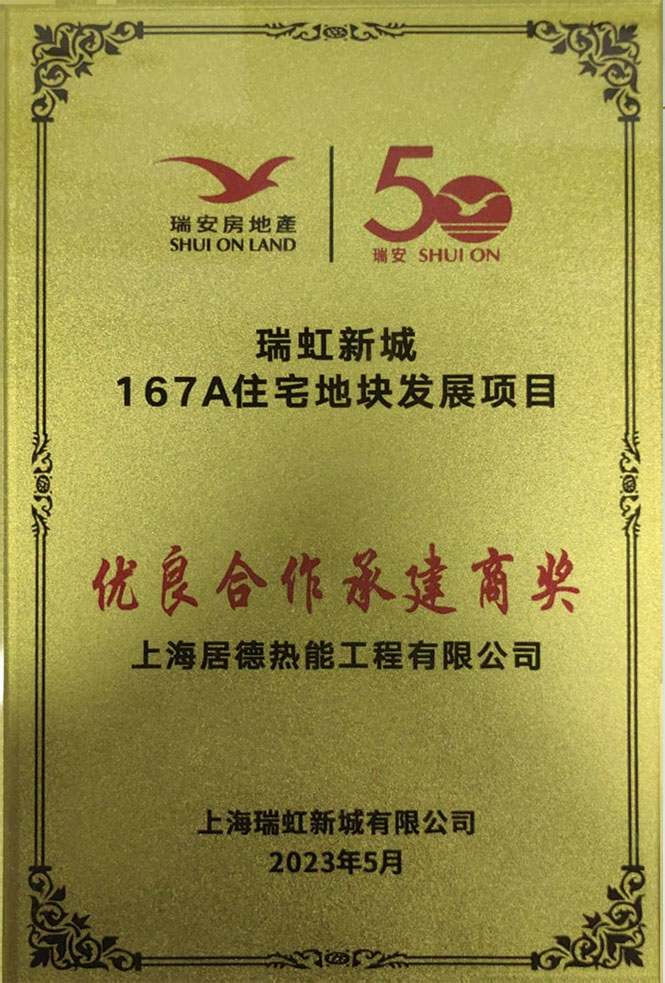 瑞安房地產
SHUI ON LAND
50
瑞安 SHUI ON
瑞虹新城
167A住宅地块发展项目
优良合作承建商奖
上海居德热能工程有限公司
上海瑞虹新城有限公司
2023年5月